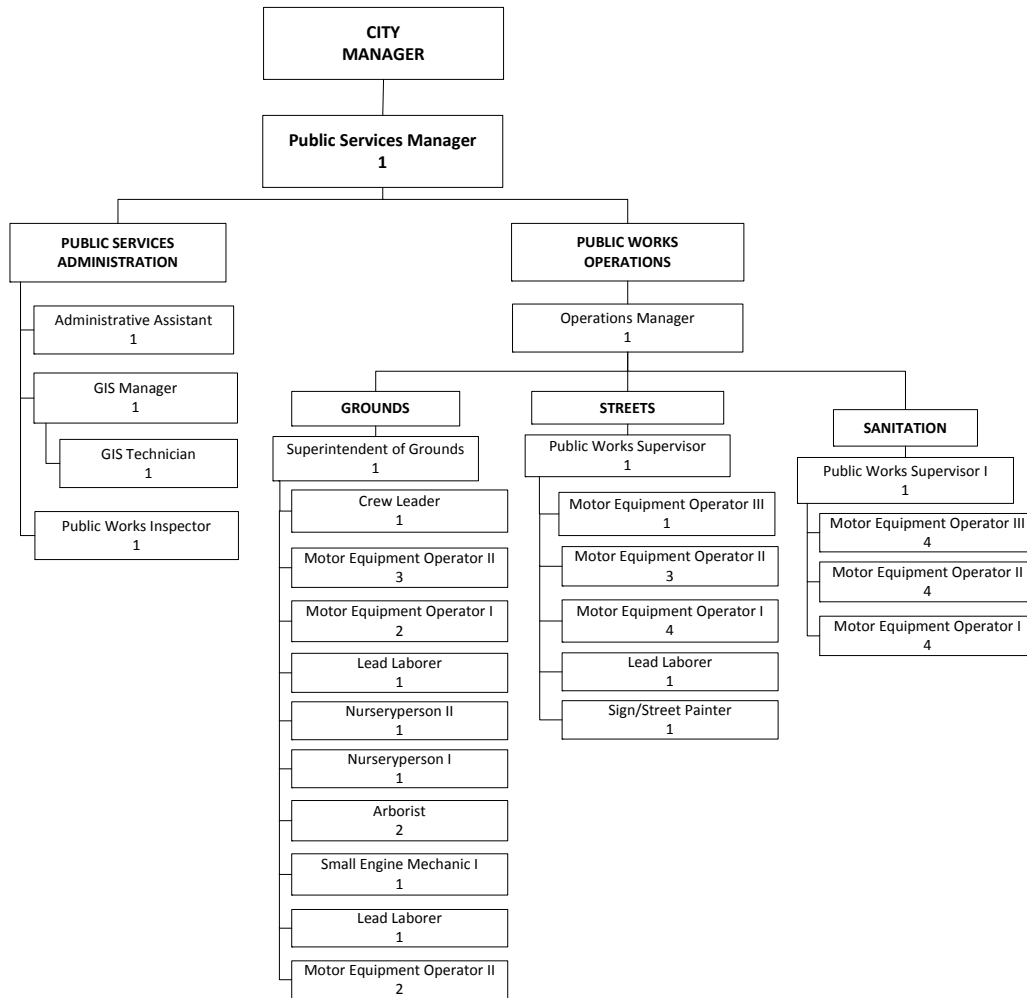 CITY
MANAGER
Public Services Manager
1
PUBLIC SERVICES
ADMINISTRATION
Administrative Assistant
1
GIS Manager
1
GIS Technician
1
Public Works Inspector
1
PUBLIC WORKS
OPERATIONS
Operations Manager
1
GROUNDS
Superintendent of Grounds
1
Crew Leader
1
Motor Equipment Operator II
3
Motor Equipment Operator I
2
Lead Laborer
1
Nurseryperson II
1
Nurseryperson I
1
Arborist
2
Small Engine Mechanic I
1
Lead Laborer
1
Motor Equipment Operator II
2
STREETS
Public Works Supervisor
1
Motor Equipment Operator III
1
Motor Equipment Operator II
3
Motor Equipment Operator I
4
Lead Laborer
1
Sign/Street Painter
1
SANITATION
Public Works Supervisor I
1
Motor Equipment Operator III
4
Motor Equipment Operator II
4
Motor Equipment Operator I
4